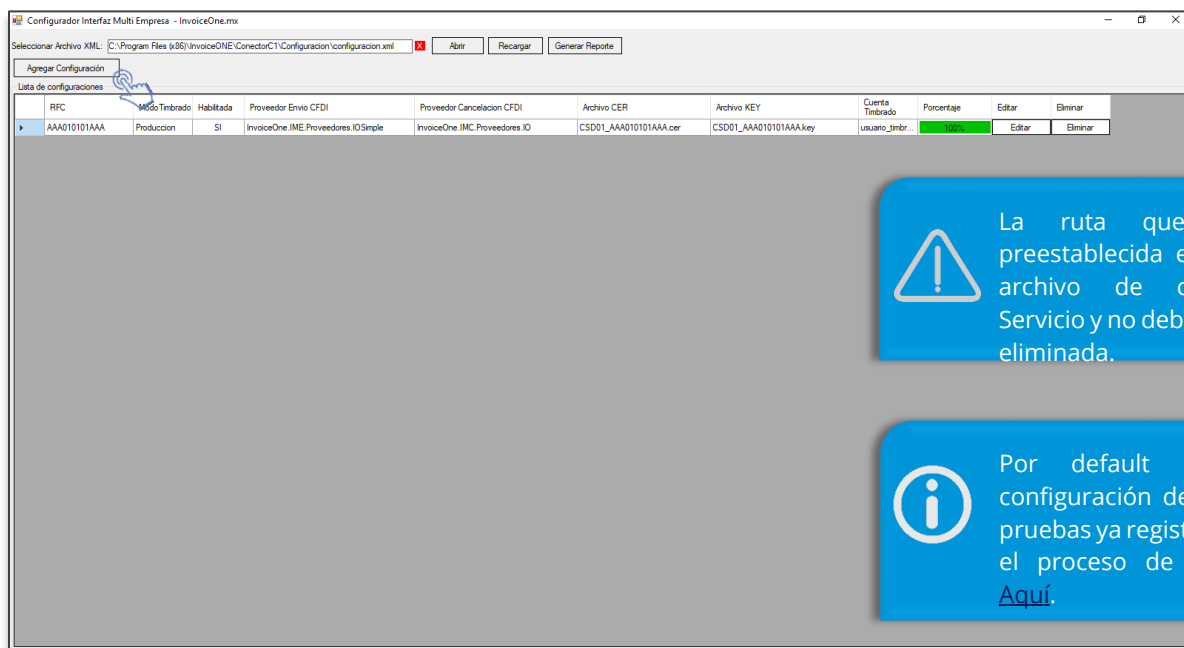 Configurador Interfaz Multi Empresa - InvoiceOne.mx
Seleccionar Archivo XML: C:\Program Files (x86)\InvoiceONE\ConectorC1\Configuracion\configuracion.xml X Abrir Recargar Generar Reporte
Agregar Configuración
Lista de configuraciones
RFC Modo Timbrado Habilitada Proveedor Envio CFDI Proveedor Cancelacion CFDI Archivo CER Archivo KEY Cuenta Timbrado Porcentaje Editar Eliminar
AAA010101AAA Produccion SI InvoiceOne.IME.Proveedores.IOSimple InvoiceOne.IMC.Proveedores.IO CSD01_AAA010101AAA.cer CSD01_AAA010101AAA.key usuario_timbr... 100% Editar Eliminar
La ruta que
preestablecida e
archivo de
Servicio y no deb
eliminada.
Por default
configuración de
pruebas ya regist
el proceso de
Aquí.